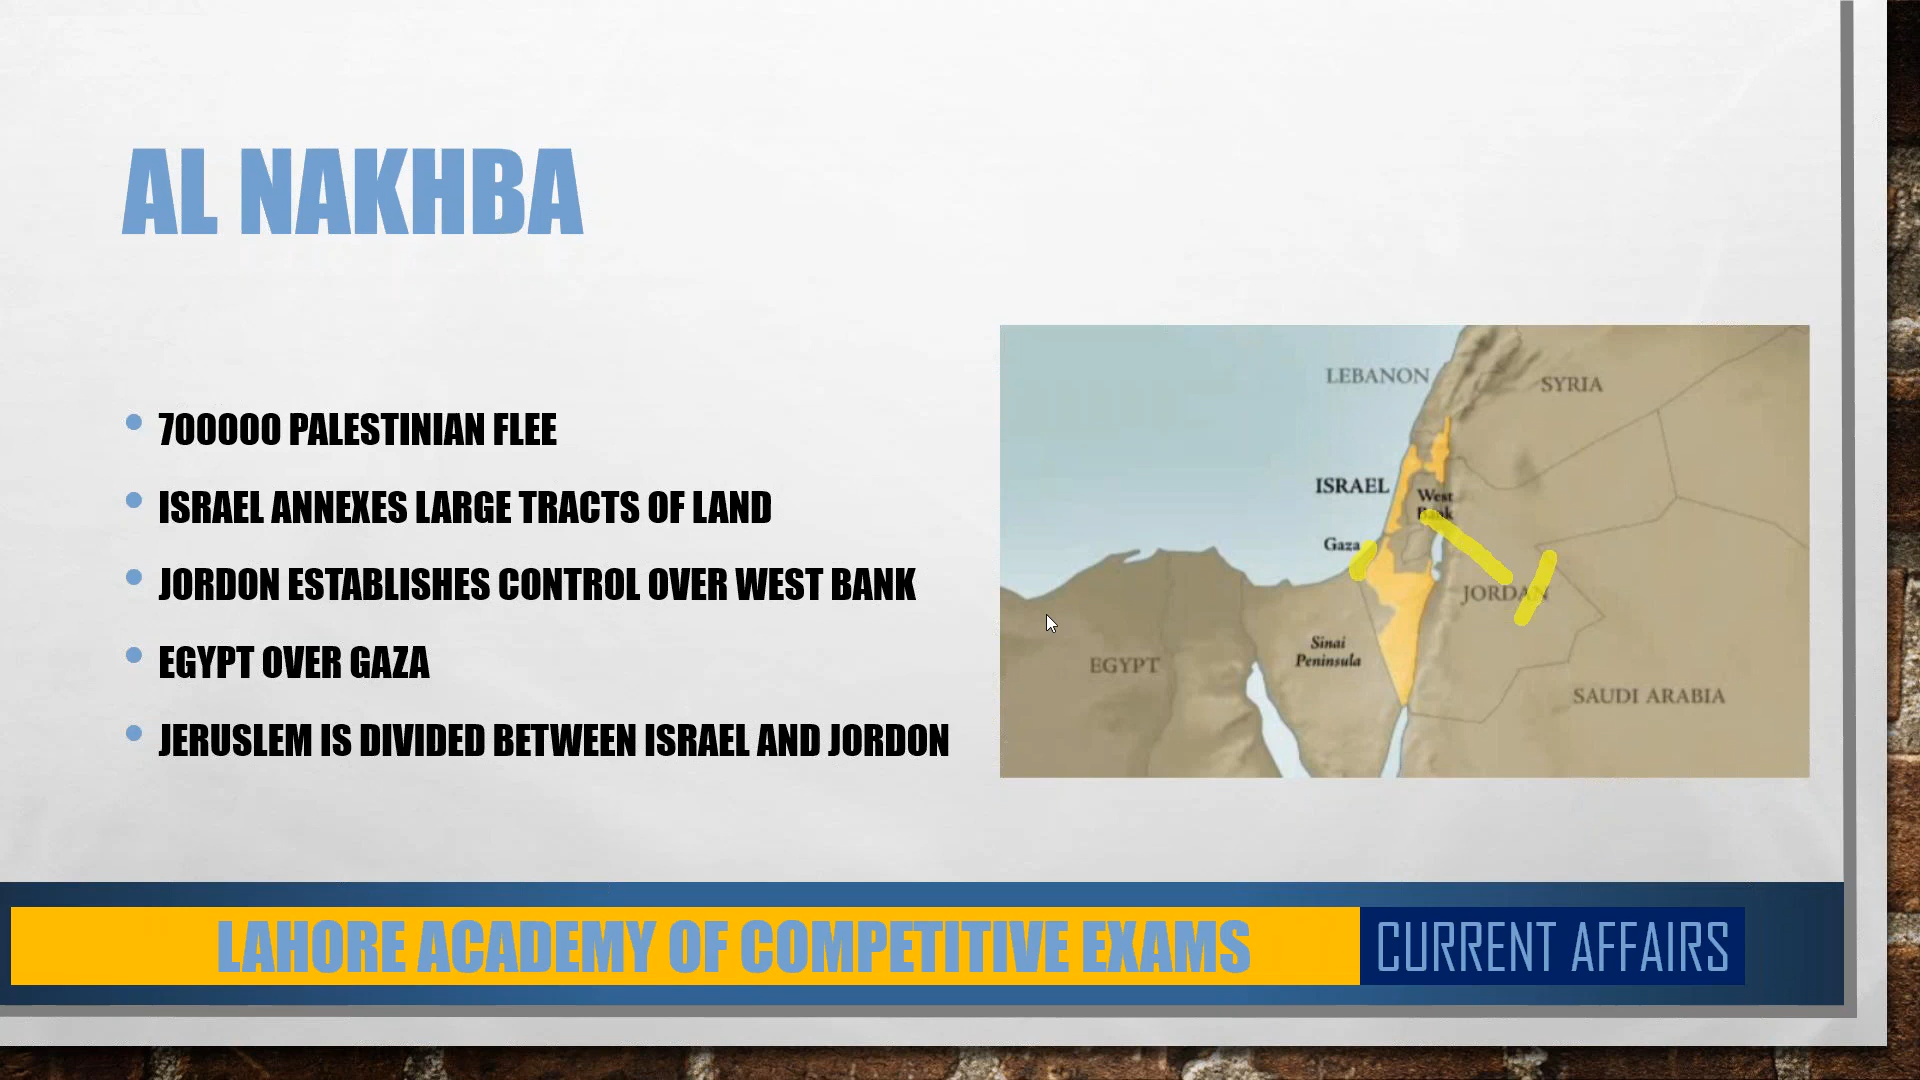 AL NAKHBA
700000 PALESTINIAN FLEE
ISRAEL ANNEXES LARGE TRACTS OF LAND
JORDON ESTABLISHES CONTROL OVER WEST BANK
EGYPT OVER GAZA
JERUSLEM IS DIVIDED BETWEEN ISRAEL AND JORDON
LEBANON
SYRIA
ISRAEL
West
Bank
Gaza
JORDAN
Sinai
Peninsula
EGYPT
SAUDI ARABIA
LAHORE ACADEMY OF COMPETITIVE EXAMS
CURRENT AFFAIRS